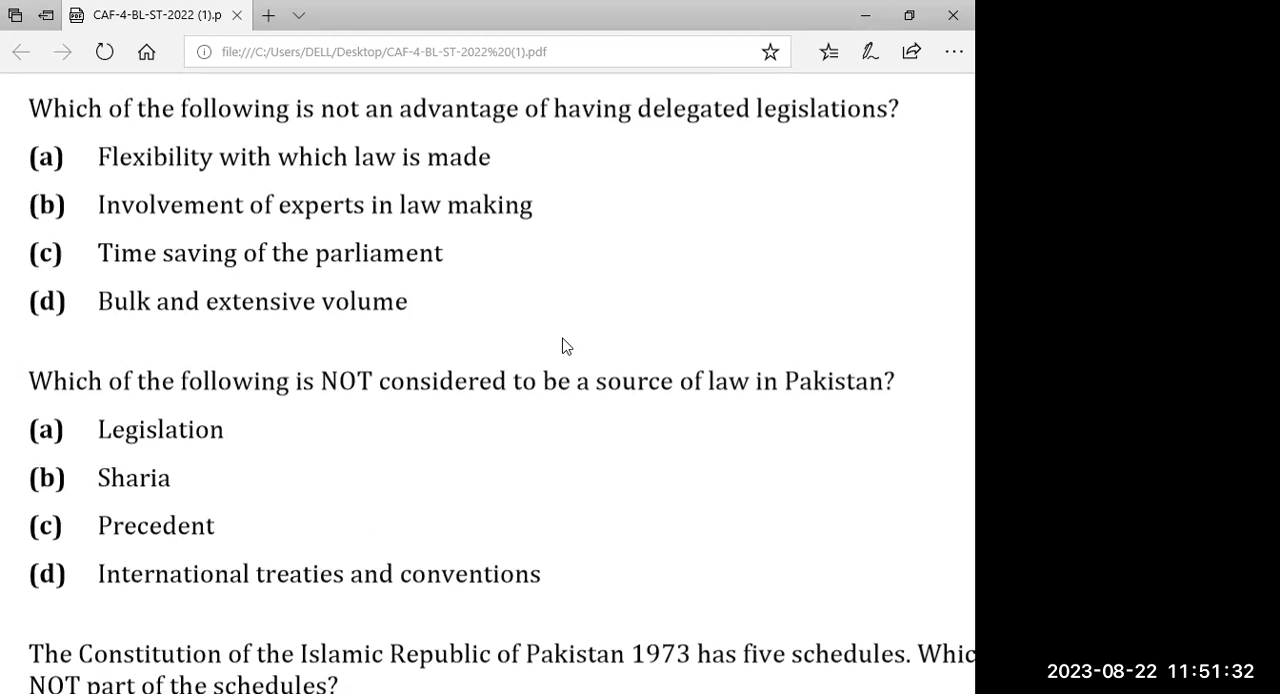 CAF-4-BL-ST-2022 (1).p
file:///C:/Users/DELL/Desktop/CAF-4-BL-ST-2022%20(1).pdf
Which of the following is not an advantage of having delegated legislations?
(a) Flexibility with which law is made
(b) Involvement of experts in law making
(c) Time saving of the parliament
(d) Bulk and extensive volume
Which of the following is NOT considered to be a source of law in Pakistan?
(a) Legislation
(b) Sharia
(c) Precedent
(d) International treaties and conventions
The Constitution of the Islamic Republic of Pakistan 1973 has five schedules. Whic
NOT part of the schedules?
2023-08-22 11:51:32